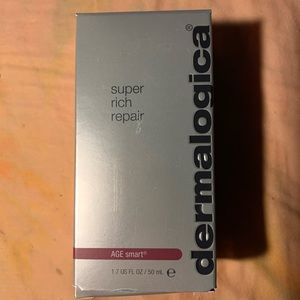 super
rich
repair
dermalogica®
AGE smart®
1.7 US FL OZ / 50 mL ℮